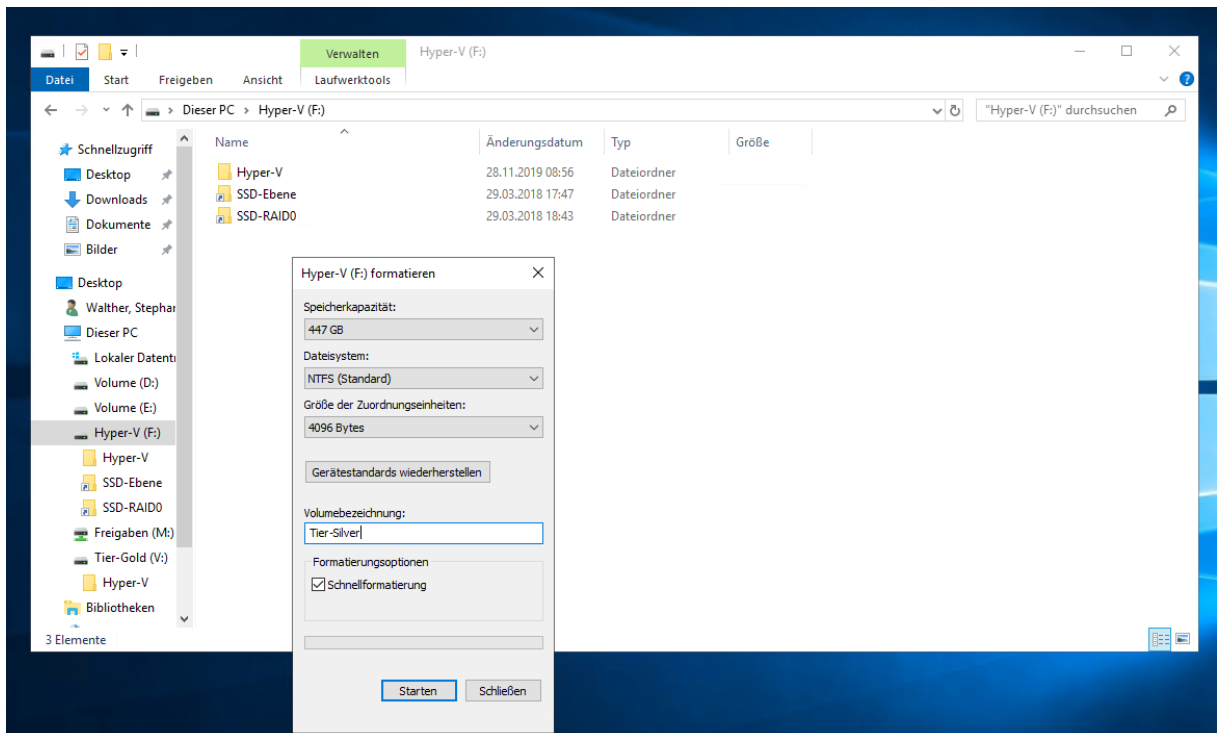 Verwalten
Hyper-V (F:)
Datei
Start
Freigeben
Ansicht
Laufwerktools
Dieser PC > Hyper-V (F:)
"Hyper-V (F:)" durchsuchen
Schnellzugriff
Desktop
Downloads
Dokumente
Bilder
Desktop
Walther, Stephan
Dieser PC
Lokaler Datent
Volume (D:)
Volume (E:)
Hyper-V (F:)
Hyper-V
SSD-Ebene
SSD-RAID0
Freigaben (M:)
Tier-Gold (V:)
Hyper-V
Bibliotheken
Name Änderungsdatum Typ Größe
Hyper-V 28.11.2019 08:56 Dateiordner
SSD-Ebene 29.03.2018 17:47 Dateiordner
SSD-RAID0 29.03.2018 18:43 Dateiordner
3 Elemente
Hyper-V (F:) formatieren
Speicherkapazität:
447 GB
Dateisystem:
NTFS (Standard)
Größe der Zuordnungseinheiten:
4096 Bytes
Gerätestandards wiederherstellen
Volumebezeichnung:
Tier-Silver
Formatierungsoptionen
Schnellformatierung
Starten
Schließen